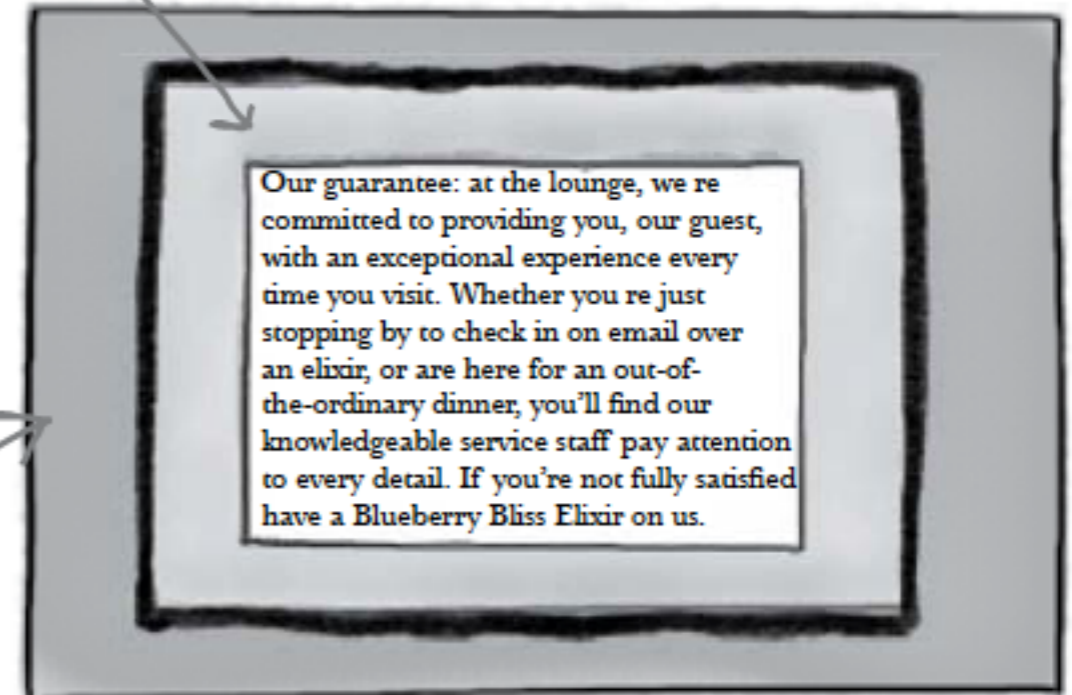 Our guarantee: at the lounge, we re
committed to providing you, our guest,
with an exceptional experience every
time you visit. Whether you re just
stopping by to check in on email over
an elixir, or are here for an out-of-
the-ordinary dinner, you’ll find our
knowledgeable service staff pay attention
to every detail. If you’re not fully satisfied
have a Blueberry Bliss Elixir on us.